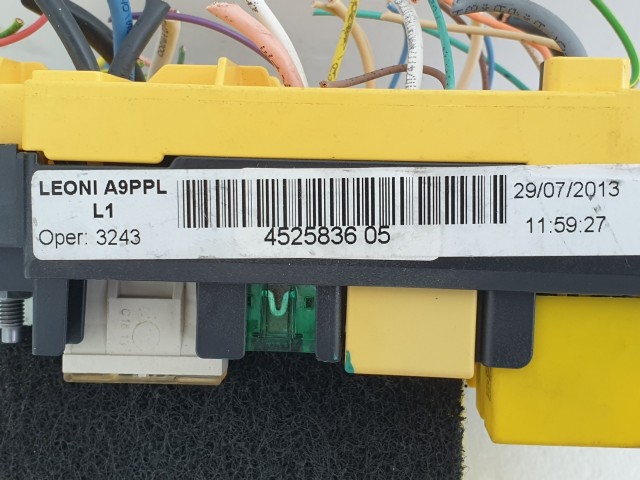 LEONI A9PPL
L1
Oper: 3243
4525836 05
29/07/2013
11:59:27